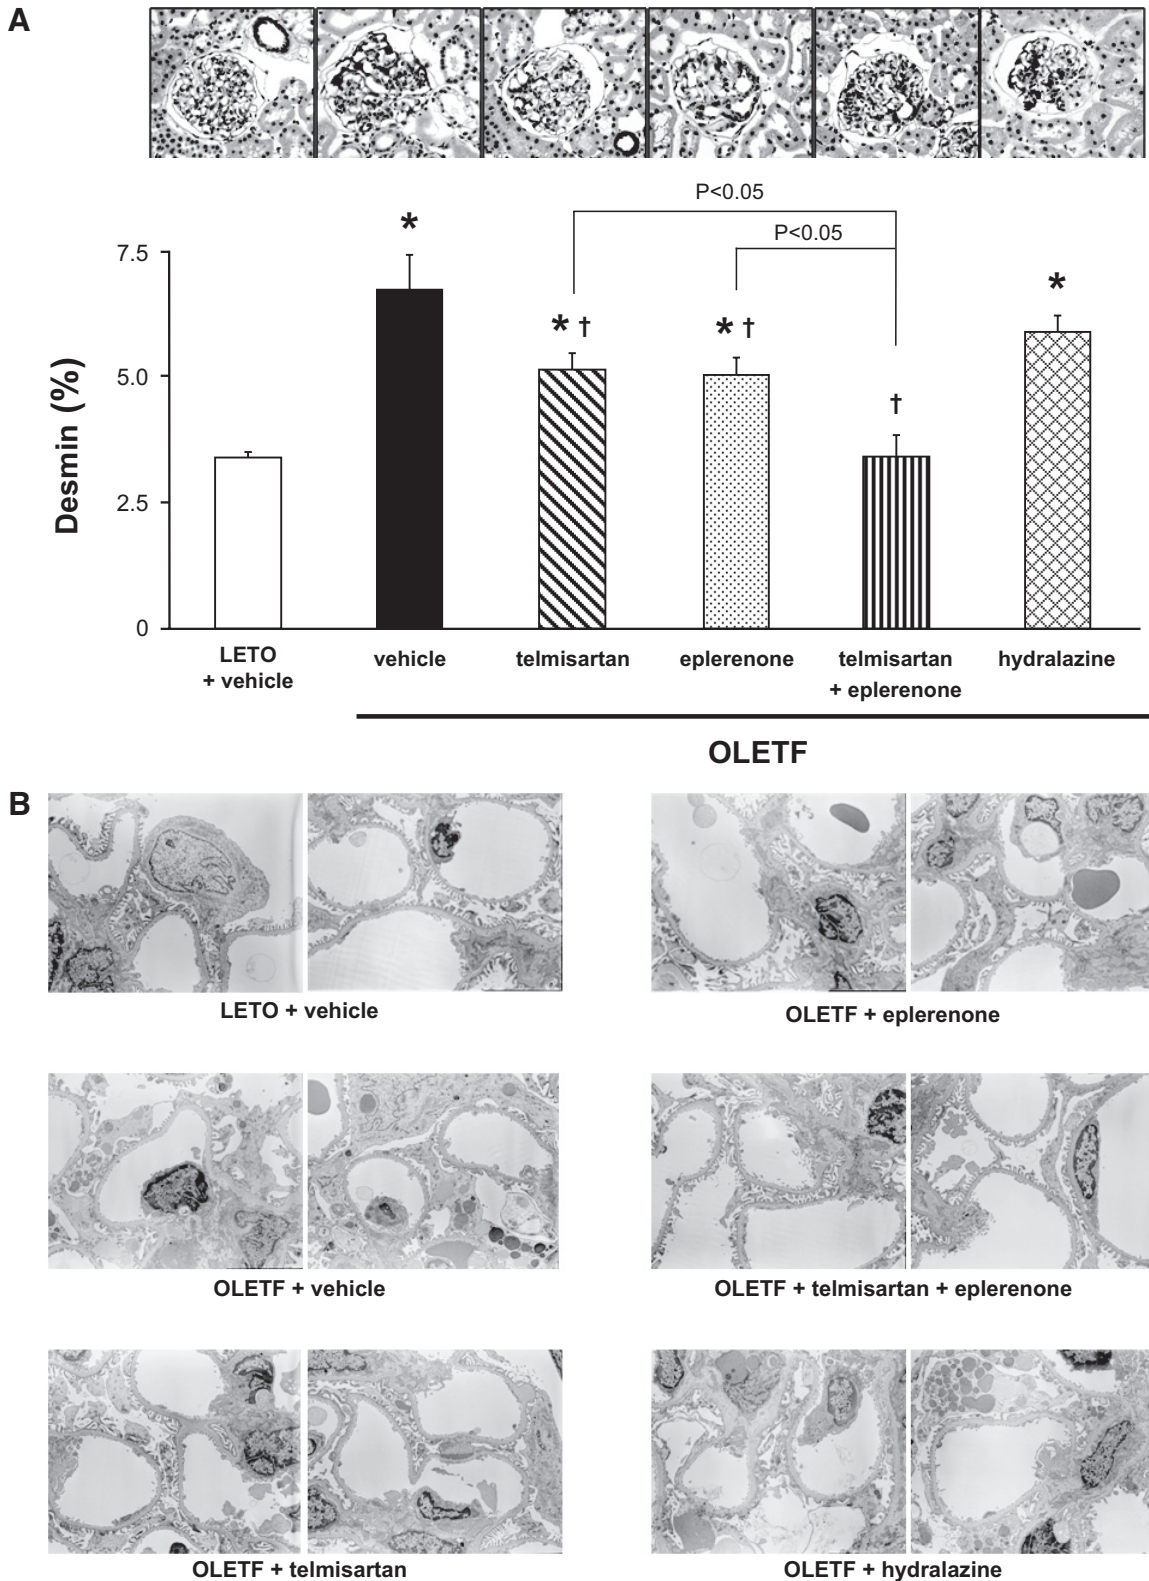 A
P<0.05
P<0.05
*
*
* †
* †
†
7.5
5.0
2.5
0
Desmin (%)
LETO
+ vehicle
vehicle
telmisartan
eplerenone
telmisartan
+ eplerenone
hydralazine
OLETF
B
LETO + vehicle
OLETF + eplerenone
OLETF + vehicle
OLETF + telmisartan + eplerenone
OLETF + telmisartan
OLETF + hydralazine